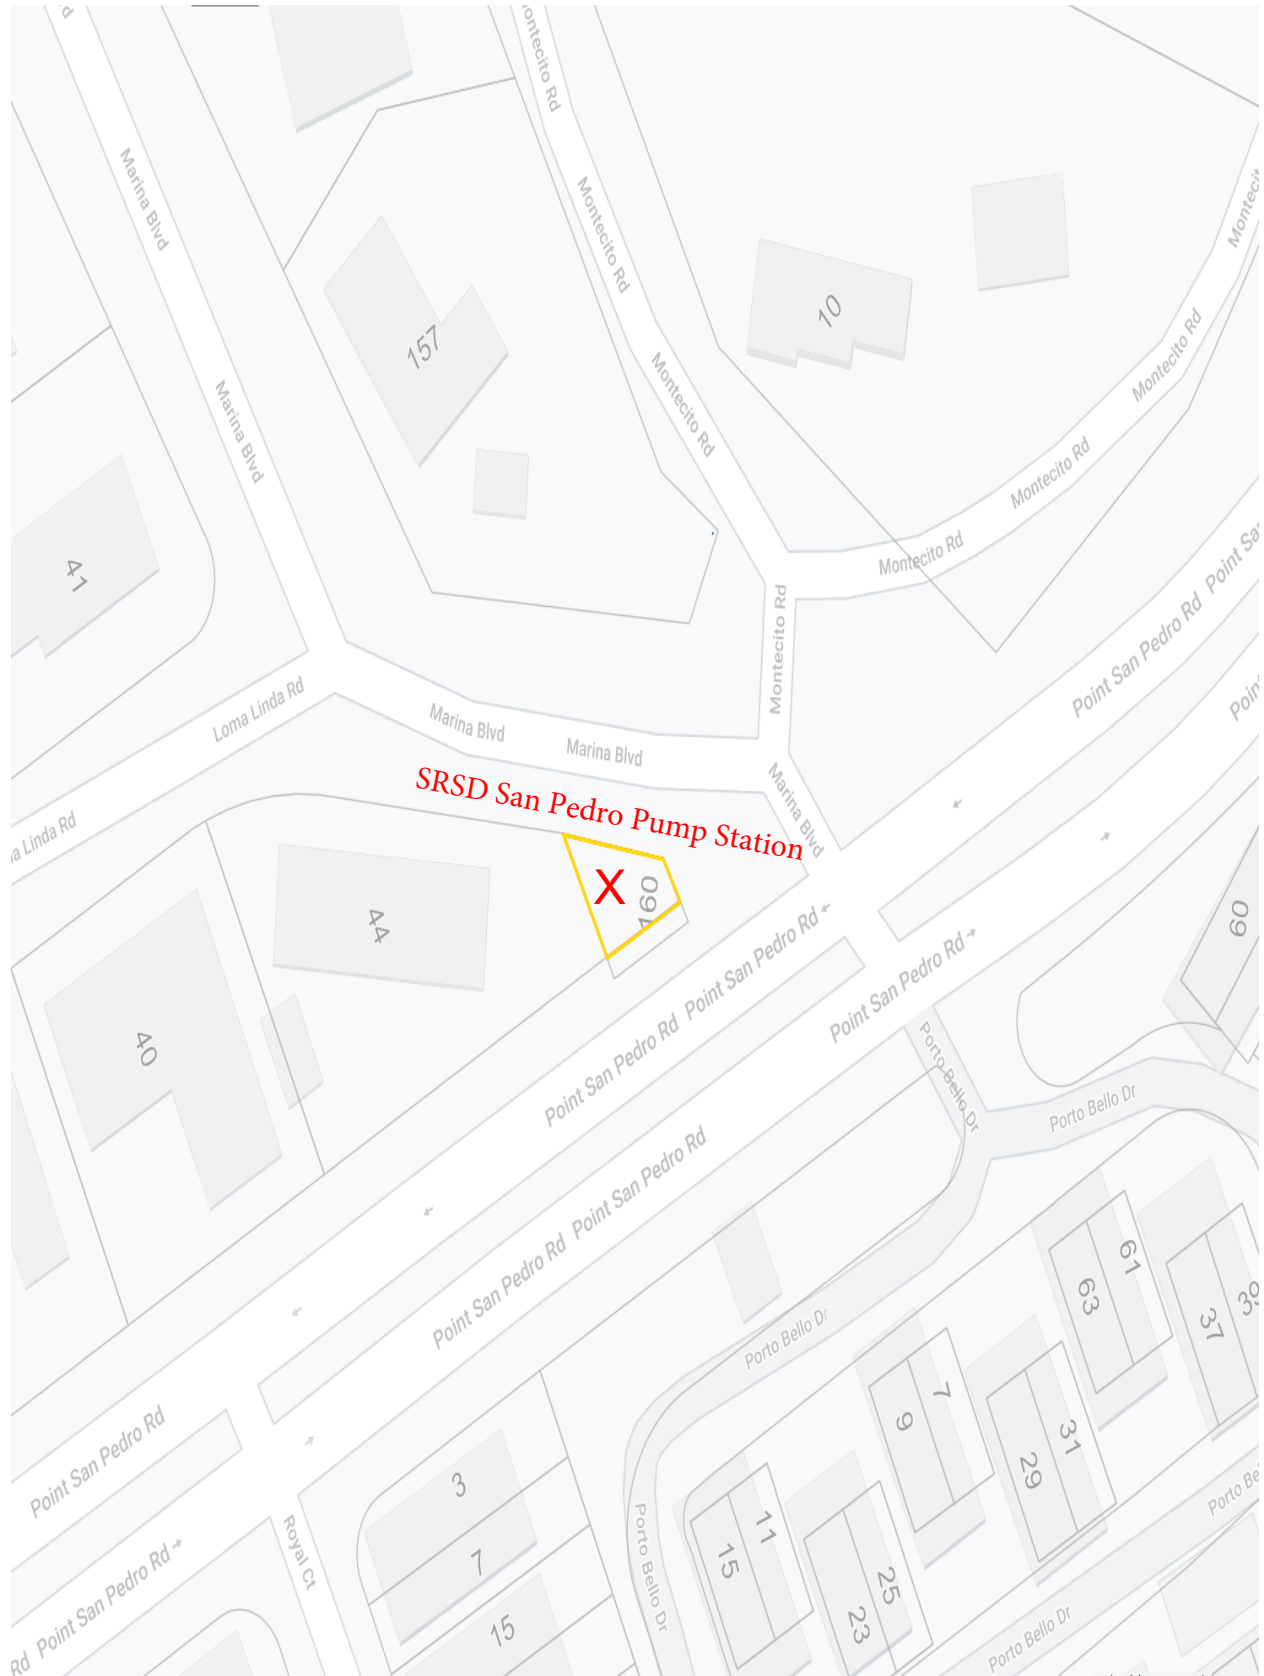 Montecito Rd
Marina Blvd
Montecito Rd
Montecito Rd
10
157
Montecito Rd
Montecito Rd
Marina Blvd
Montecito Rd
Montecito Rd
41
Montecito Rd
Point San Pedro Rd
Loma Linda Rd
Marina Blvd
Marina Blvd
Marina Blvd
SRSD San Pedro Pump Station
X
160
44
60
Point San Pedro Rd
Point San Pedro Rd
Point San Pedro Rd
40
Porto Bello Dr
Porto Bello Dr
Point San Pedro Rd
Point San Pedro Rd
61
63
39
37
Porto Bello Dr
7
9
31
29
Point San Pedro Rd
3
7
11
15
25
23
Royal Ct
Porto Bello Dr
Point San Pedro Rd
15
Porto Bello Dr